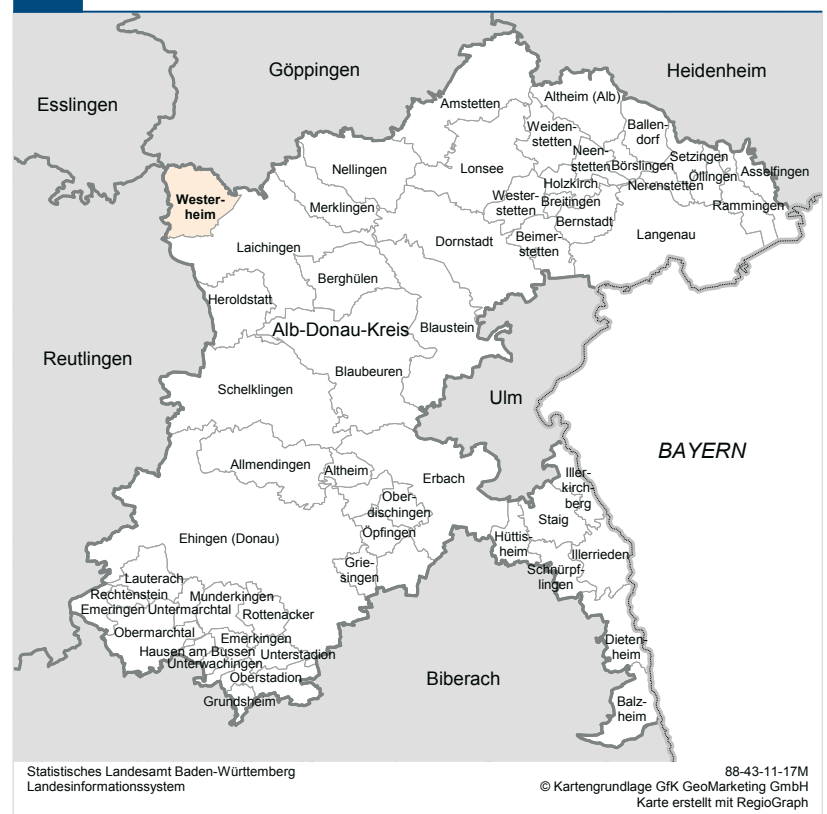 Göppingen
Heidenheim
Esslingen
Amstetten
Altheim (Alb)
Weiden-
stetten
Ballen-
dorf
Neen-
stetten
Börslingen
Setzingen
Öllingen
Asselfingen
Nellingen
Lonsee
Wester-
heim
Merklingen
Wester-
stetten
Holzkirch
Breitingen
Nerenstetten
Rammingen
Bernstadt
Laichingen
Dornstadt
Beimer-
stetten
Langenau
Berghülen
Heroldstatt
Alb-Donau-Kreis
Blaustein
Reutlingen
Blaubeuren
Schelklingen
Ulm
BAYERN
Allmendingen
Altheim
Erbach
Iller-
kirch-
berg
Ober-
dischingen
Staig
Öpfingen
Ehingen (Donau)
Hüttis-
heim
Illerrieden
Grie-
singen
Schnürpf-
lingen
Lauterach
Rechtenstein
Munderkingen
Emeringen
Untermarchtal
Rottenacker
Obermarchtal
Emerkingen
Hausen am Bussen
Unterstadion
Unterwachingen
Oberstadion
Grundsheim
Dieten-
heim
Biberach
Balz-
heim
Statistisches Landesamt Baden-Württemberg
Landesinformationssystem
88-43-11-17M
© Kartengrundlage GfK GeoMarketing GmbH
Karte erstellt mit RegioGraph